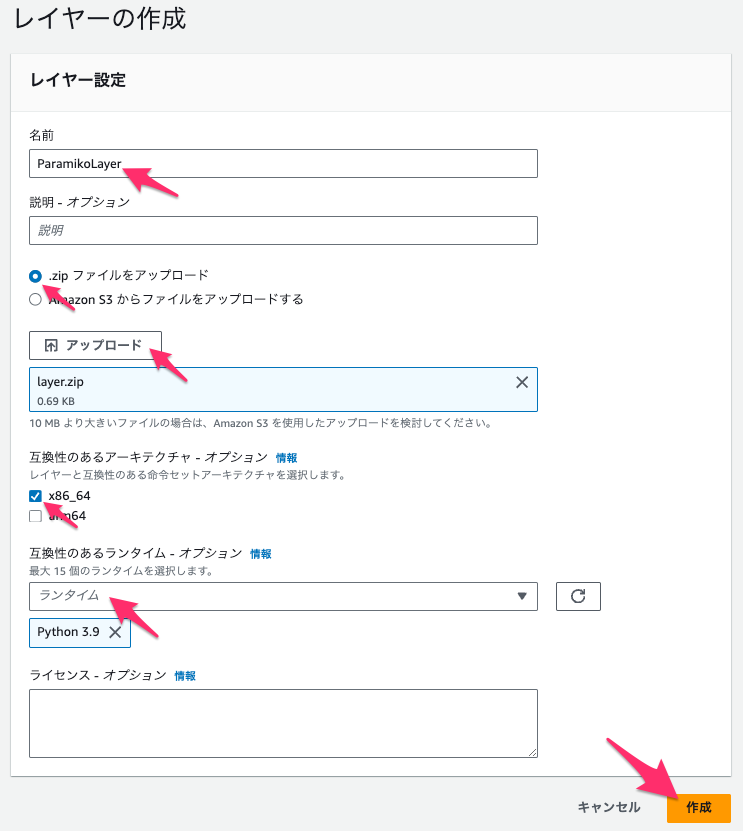 レイヤーの作成
レイヤー設定
名前
ParamikoLayer
説明 - オプション
説明
.zip ファイルをアップロード
Amazon S3 からファイルをアップロードする
アップロード
layer.zip
0.69 KB
10 MB より大きいファイルの場合は、Amazon S3 を使用したアップロードを検討してください。
互換性のあるアーキテクチャ - オプション 情報
レイヤーと互換性のある命令セットアーキテクチャを選択します。
x86_64
arm64
互換性のあるランタイム - オプション 情報
最大 15 個のランタイムを選択します。
ランタイム
Python 3.9
ライセンス - オプション 情報
キャンセル 作成